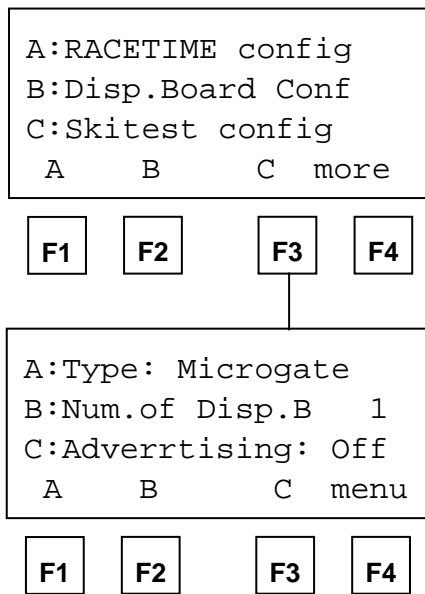 A:RACETIME config
B:Disp.Board Conf
C:Skitest config
A B C more
F1 F2 F3 F4
A:Type: Microgate
B:Num.of Disp.B 1
C:Adverrtising: Off
A B C menu
F1 F2 F3 F4